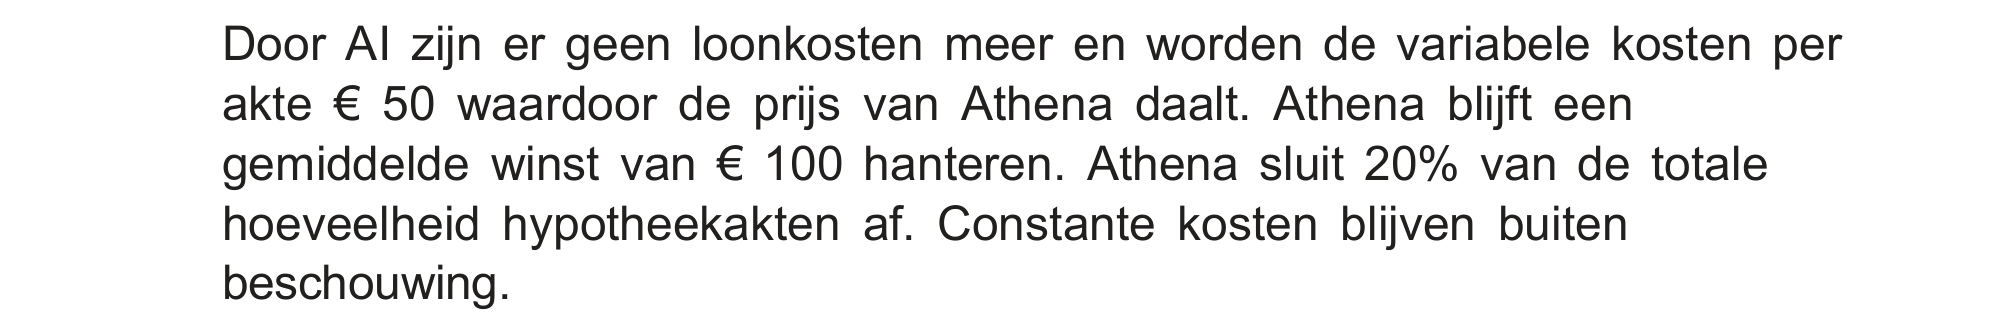 Door AI zijn er geen loonkosten meer en worden de variabele kosten per
akte € 50 waardoor de prijs van Athena daalt. Athena blijft een
gemiddelde winst van € 100 hanteren. Athena sluit 20% van de totale
hoeveelheid hypotheekakten af. Constante kosten blijven buiten
beschouwing.